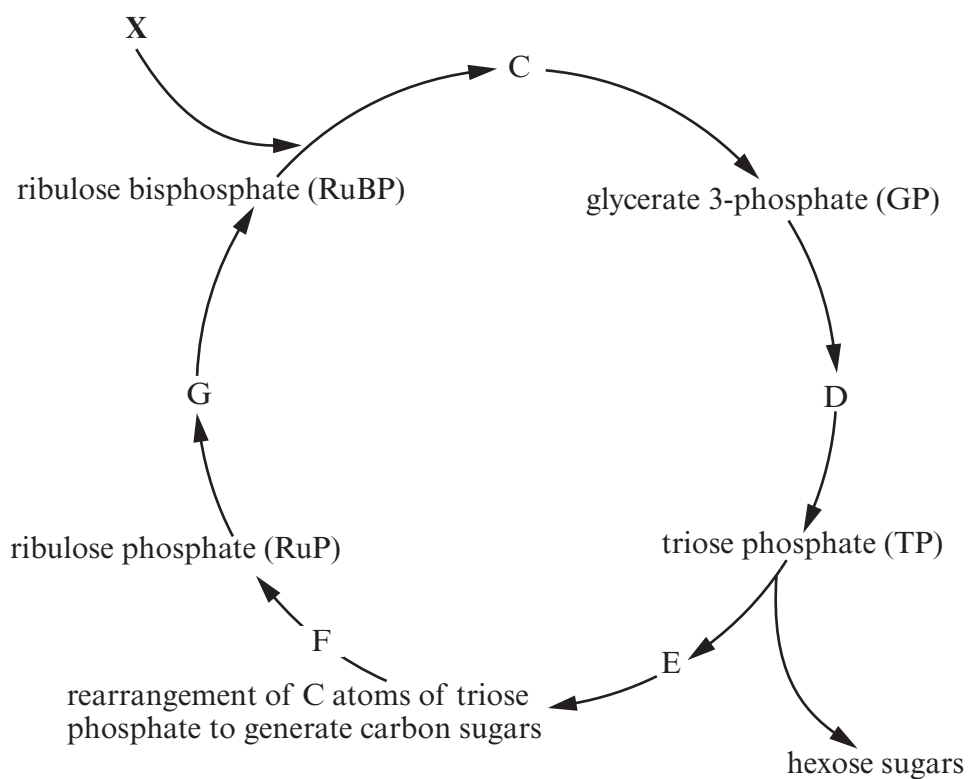 X
C
ribulose bisphosphate (RuBP)
glycerate 3-phosphate (GP)
G
D
ribulose phosphate (RuP)
triose phosphate (TP)
F
E
rearrangement of C atoms of triose
phosphate to generate carbon sugars
hexose sugars